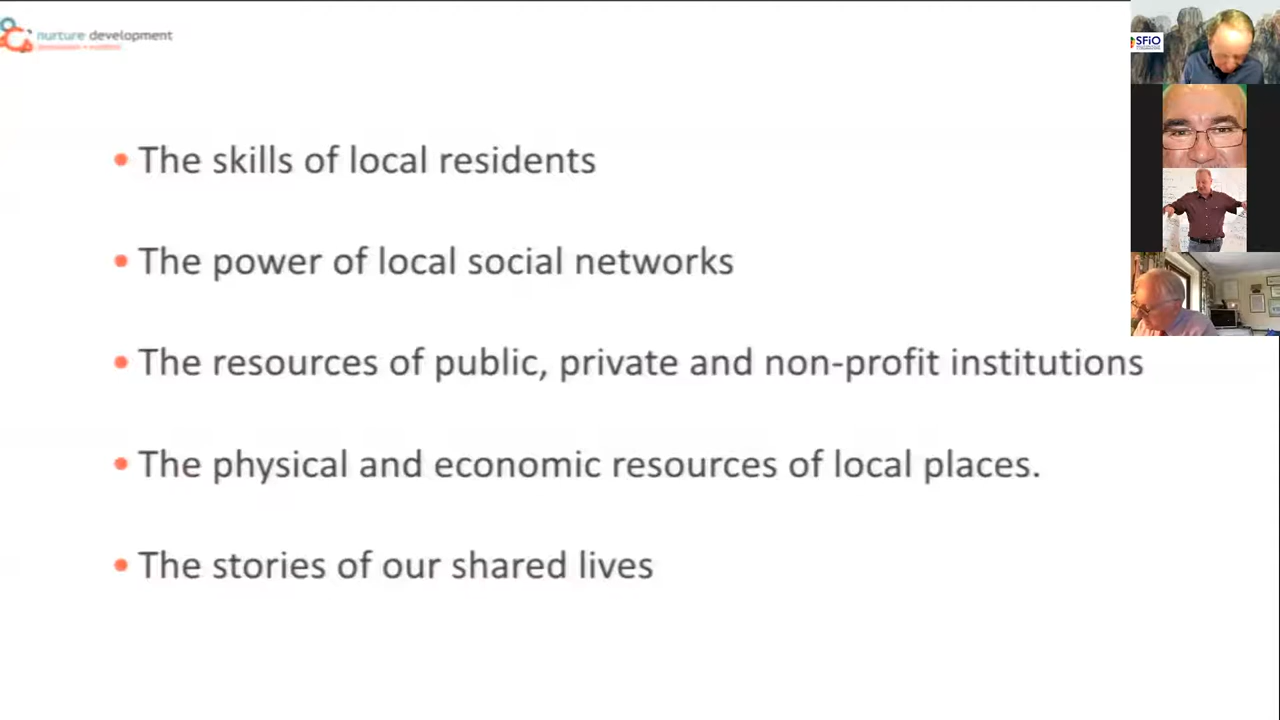 nurture development
SFiO
• The skills of local residents
• The power of local social networks
• The resources of public, private and non-profit institutions
• The physical and economic resources of local places.
• The stories of our shared lives